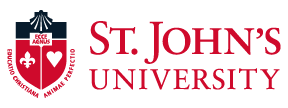 ECCE
AGNUS
EDUCATIO CHRISTIANA ANIMAE PERFECTIO
ST. JOHN'S
UNIVERSITY